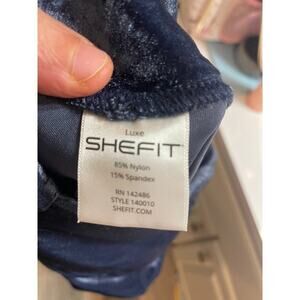 Luxe
SHEFIT
85% Nylon
15% Spandex
RN 142486
STYLE 140010
SHEFIT.COM